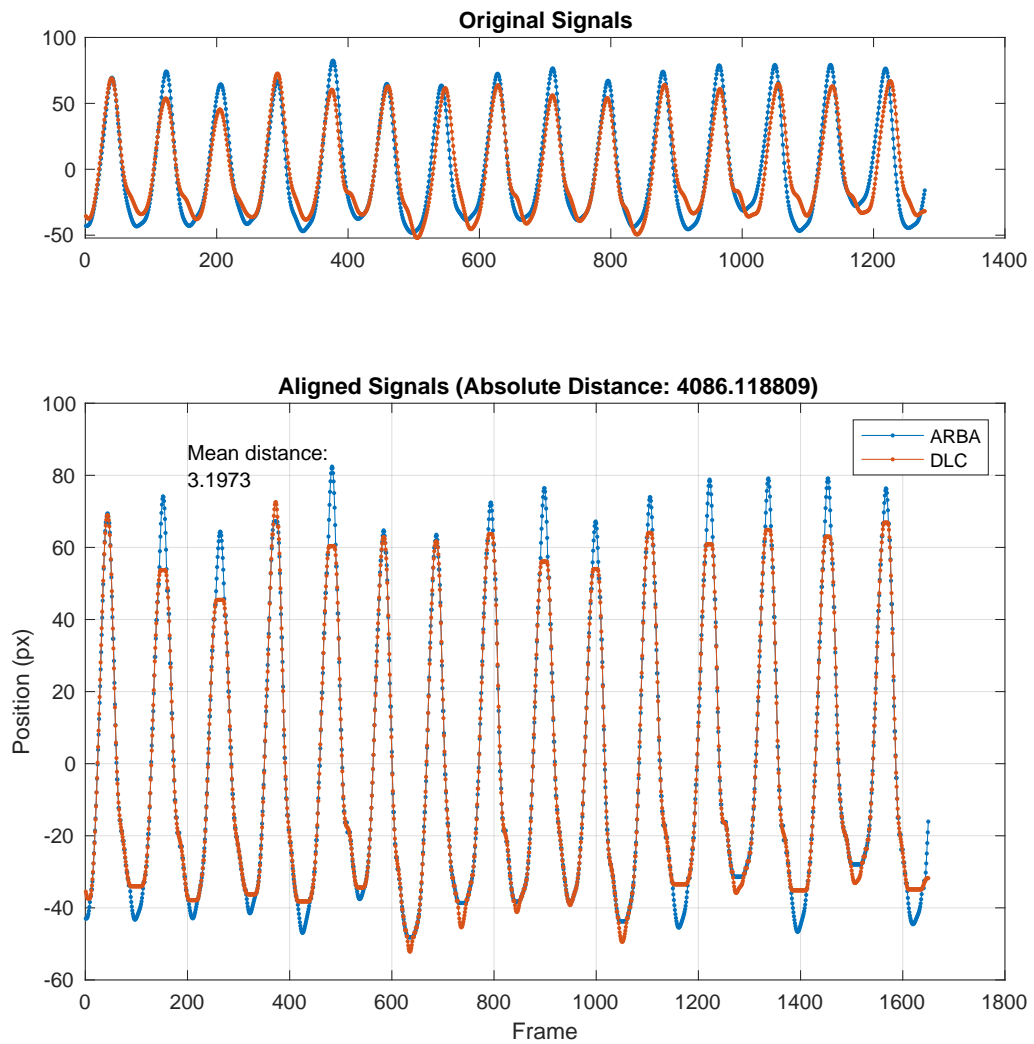 Original Signals
100
50
0
-50
0 200 400 600 800 1000 1200 1400
Aligned Signals (Absolute Distance: 4086.118809)
100
80
60
40
20
0
-20
-40
-60
Position (px)
Mean distance:
3.1973
ARBA
DLC
0 200 400 600 800 1000 1200 1400 1600 1800
Frame